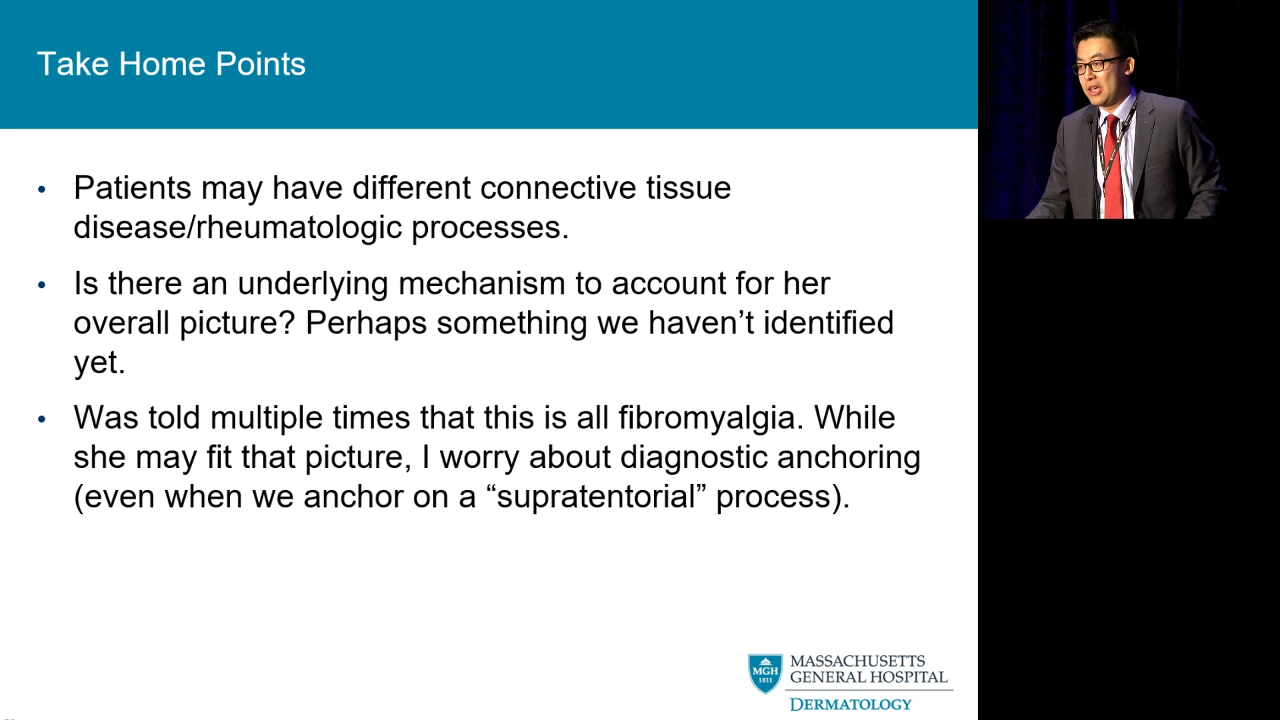 Take Home Points
• Patients may have different connective tissue
disease/rheumatologic processes.
• Is there an underlying mechanism to account for her
overall picture? Perhaps something we haven’t identified
yet.
• Was told multiple times that this is all fibromyalgia. While
she may fit that picture, I worry about diagnostic anchoring
(even when we anchor on a “supratentorial” process).
MGH
1811
MASSACHUSETTS
GENERAL HOSPITAL
DERMATOLOGY